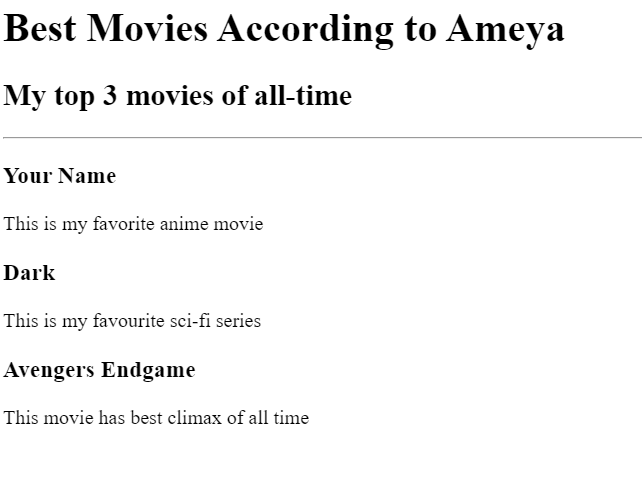 Best Movies According to Ameya
My top 3 movies of all-time
Your Name
This is my favorite anime movie
Dark
This is my favourite sci-fi series
Avengers Endgame
This movie has best climax of all time